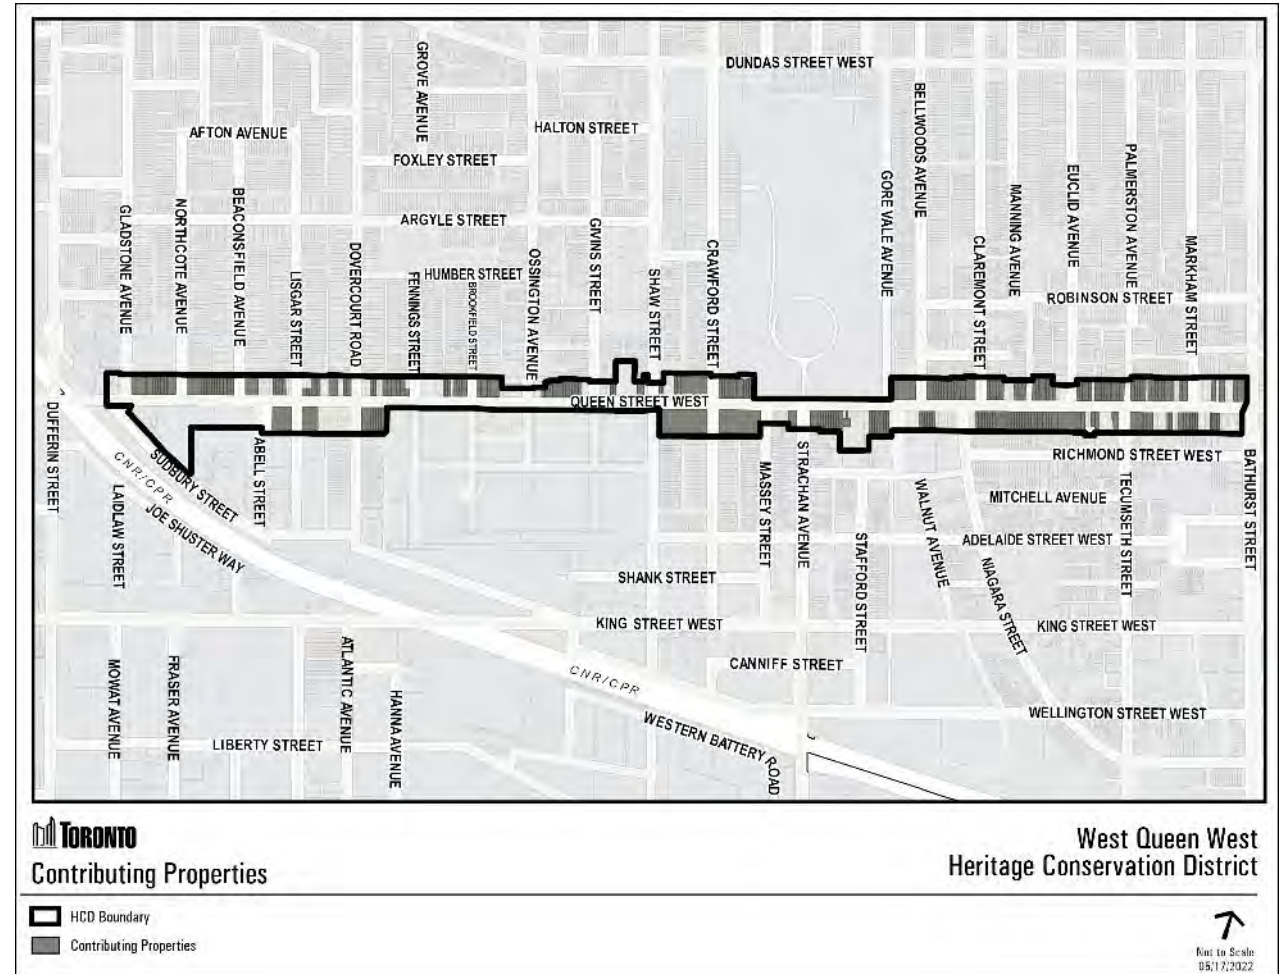 DUNDAS STREET WEST
GROVE AVENUE
BELLWOODS AVENUE
HALTON STREET
AFTON AVENUE
FOXLEY STREET
PALMERSTON AVENUE
EUCLID AVENUE
GORE VALE AVENUE
MANNING AVENUE
BEACONSFIELD AVENUE
NORTHCOTE AVENUE
GLADSTONE AVENUE
ARGYLE STREET
GIVINS STREET
CLAREMONT STREET
MARKHAM STREET
DOVERCOURT ROAD
CRAWFORD STREET
OSSINGTON AVENUE
HUMBER STREET
SHAW STREET
LISGAR STREET
FENNINGS STREET
BROOKFIELD STREET
ROBINSON STREET
QUEEN STREET WEST
DUFFERIN STREET
ABELL STREET
SUDBURY STREET
CNR/CPR
JOE SHUSTER WAY
LAIDLAW STREET
STRACHAN AVENUE
MASSEY STREET
RICHMOND STREET WEST
BATHURST STREET
WALNUT AVENUE
MITCHELL AVENUE
TECUMSETH STREET
STAFFORD STREET
ADELAIDE STREET WEST
NIAGARA STREET
SHANK STREET
KING STREET WEST
KING STREET WEST
CANNIFF STREET
ATLANTIC AVENUE
FRASER AVENUE
MOWAT AVENUE
HANNA AVENUE
CNR/CPR
WESTERN BATTERY ROAD
WELLINGTON STREET WEST
LIBERTY STREET
TORONTO
Contributing Properties
West Queen West
Heritage Conservation District
HCD Boundary
Contributing Properties
Not to Scale
05/17/2022